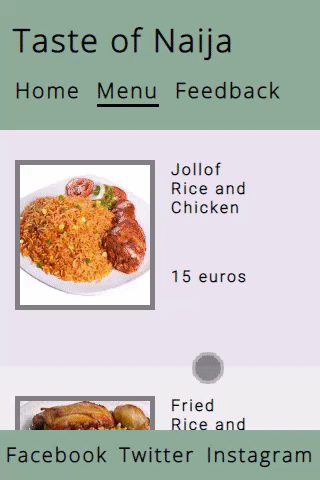 Taste of Naija
Home Menu Feedback
Jollof
Rice and
Chicken
15 euros
Fried
Rice and
Facebook Twitter Instagram